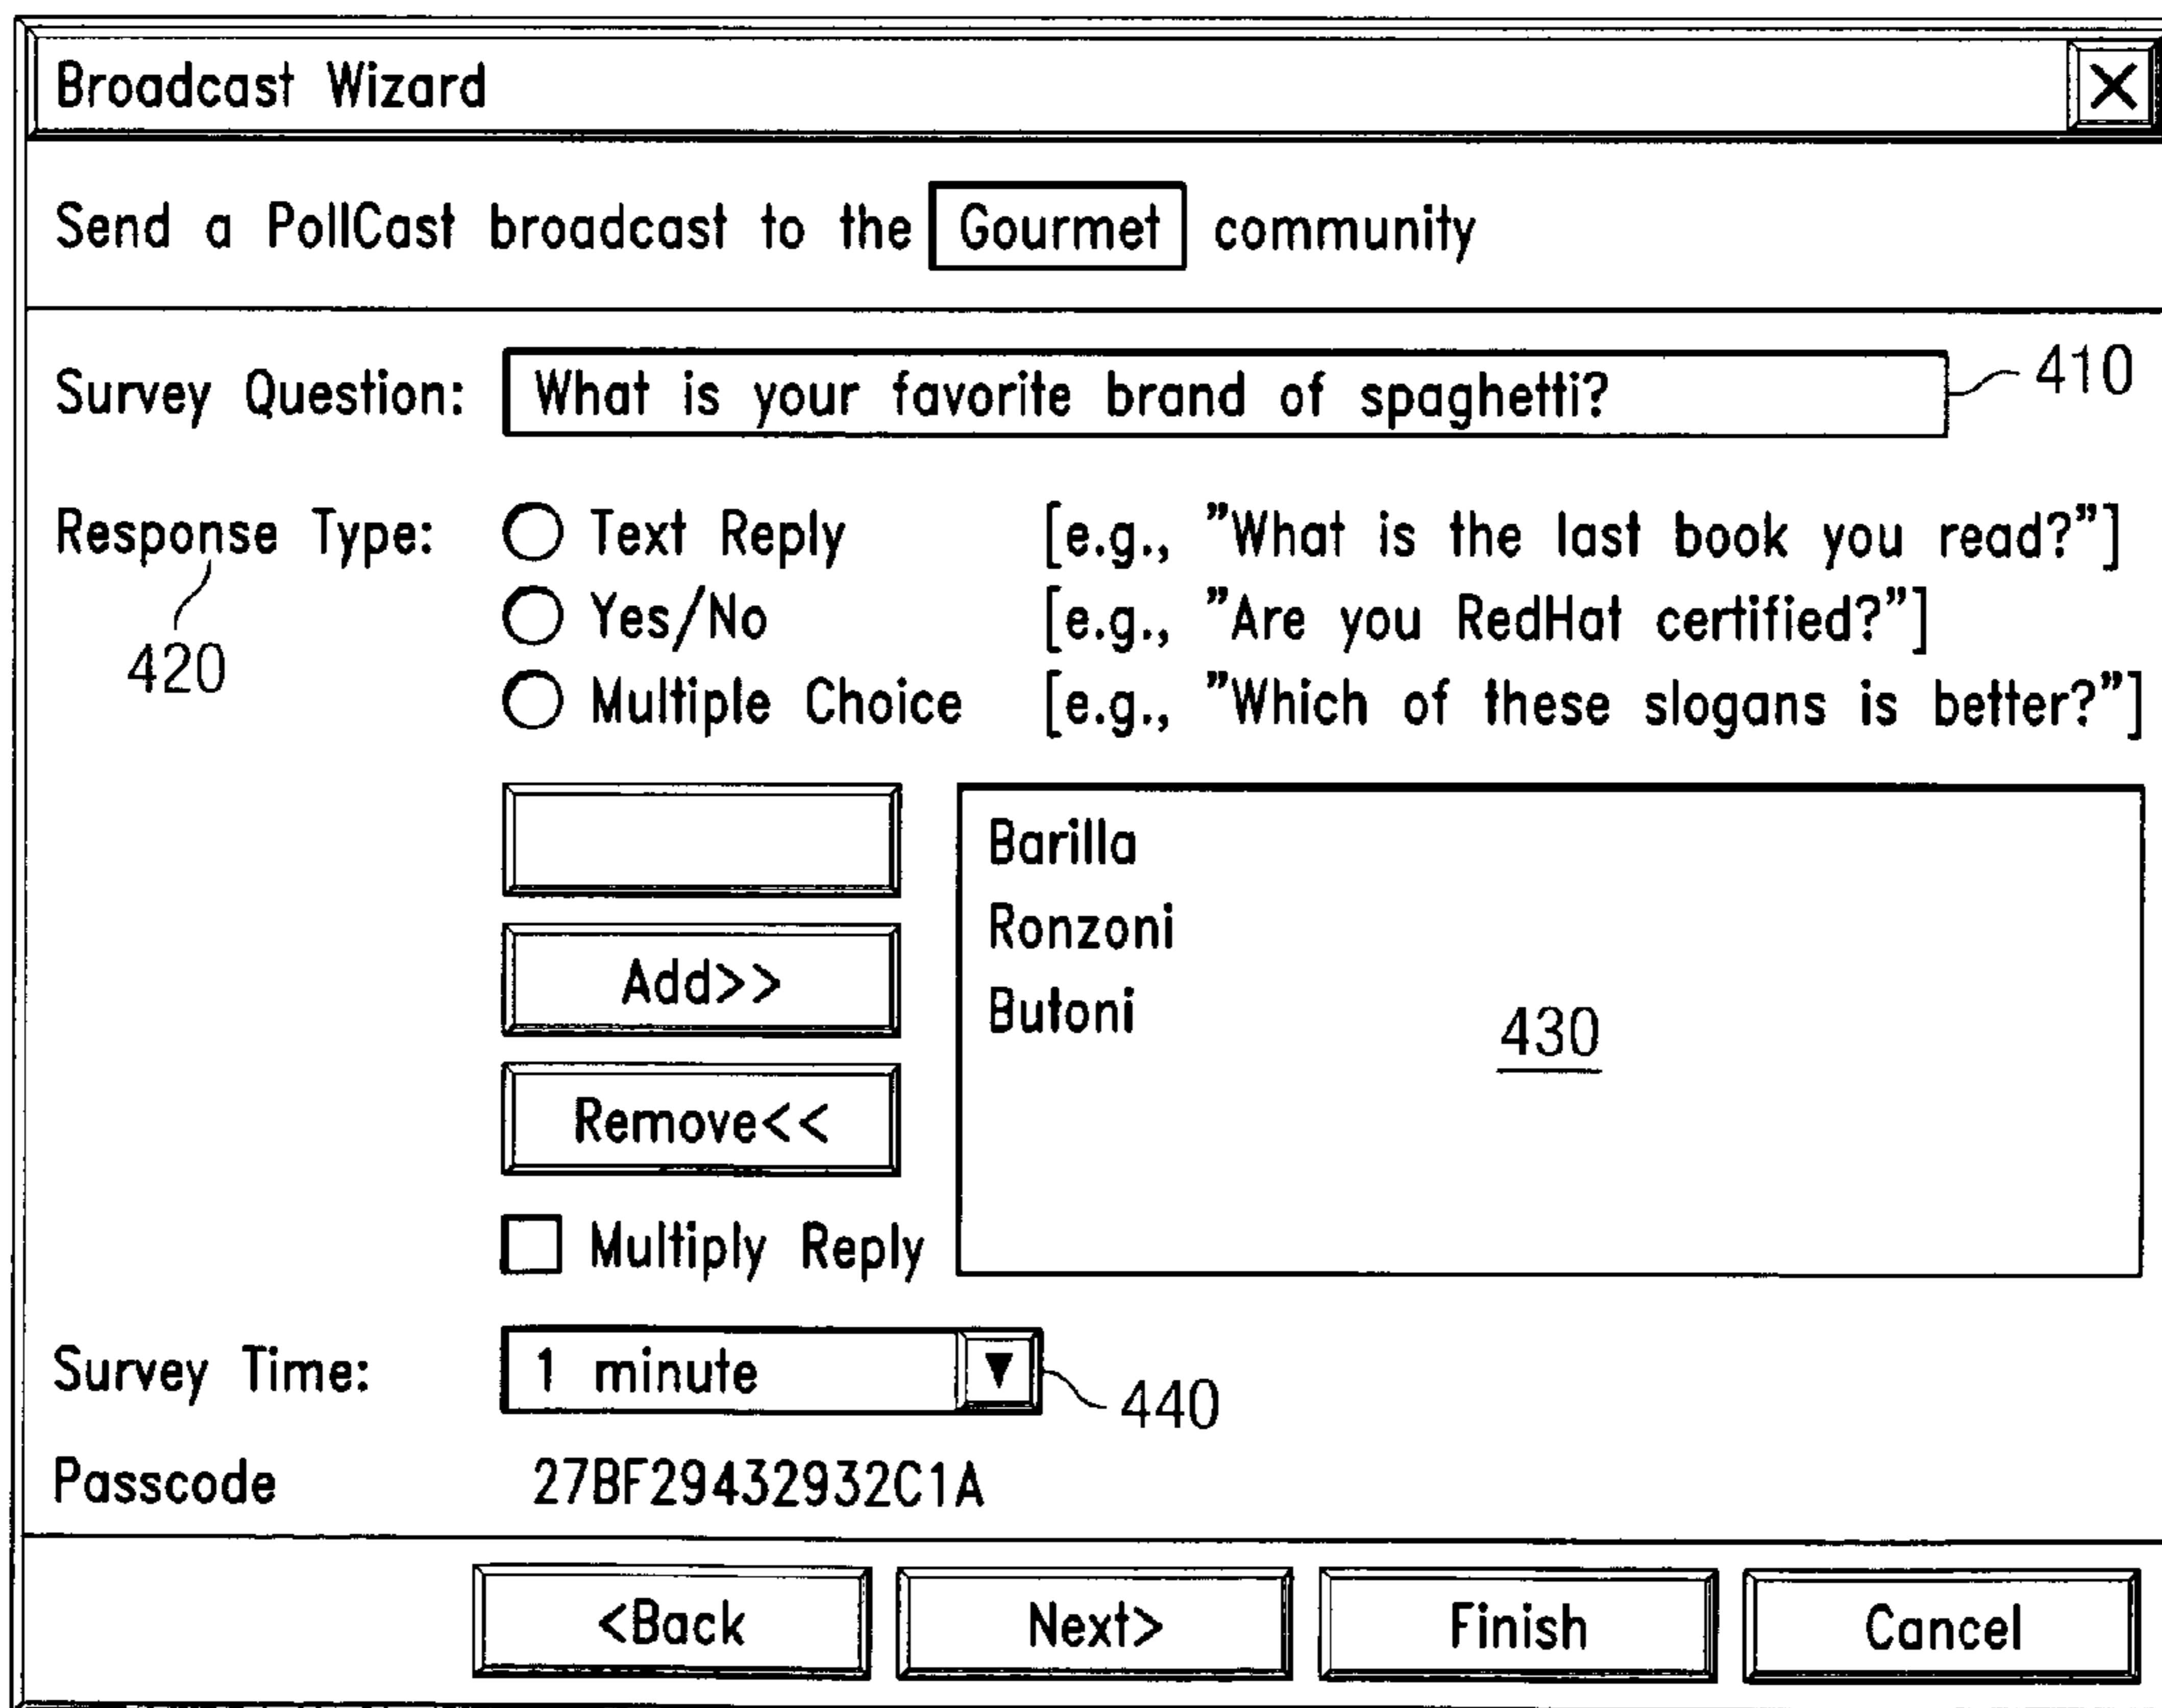 Broadcast Wizard X
Send a PollCast broadcast to the Gourmet community
Survey Question: What is your favorite brand of spaghetti? 410
Response Type: Text Reply [e.g., "What is the last book you read?"]
Yes/No [e.g., "Are you RedHat certified?"]
420
Multiple Choice [e.g., "Which of these slogans is better?"]
Barilla
Ronzoni
Add>>
Butoni
430
Remove<<
Multiply Reply
Survey Time: 1 minute 440
Passcode 27BF29432932C1A
<Back Next> Finish Cancel